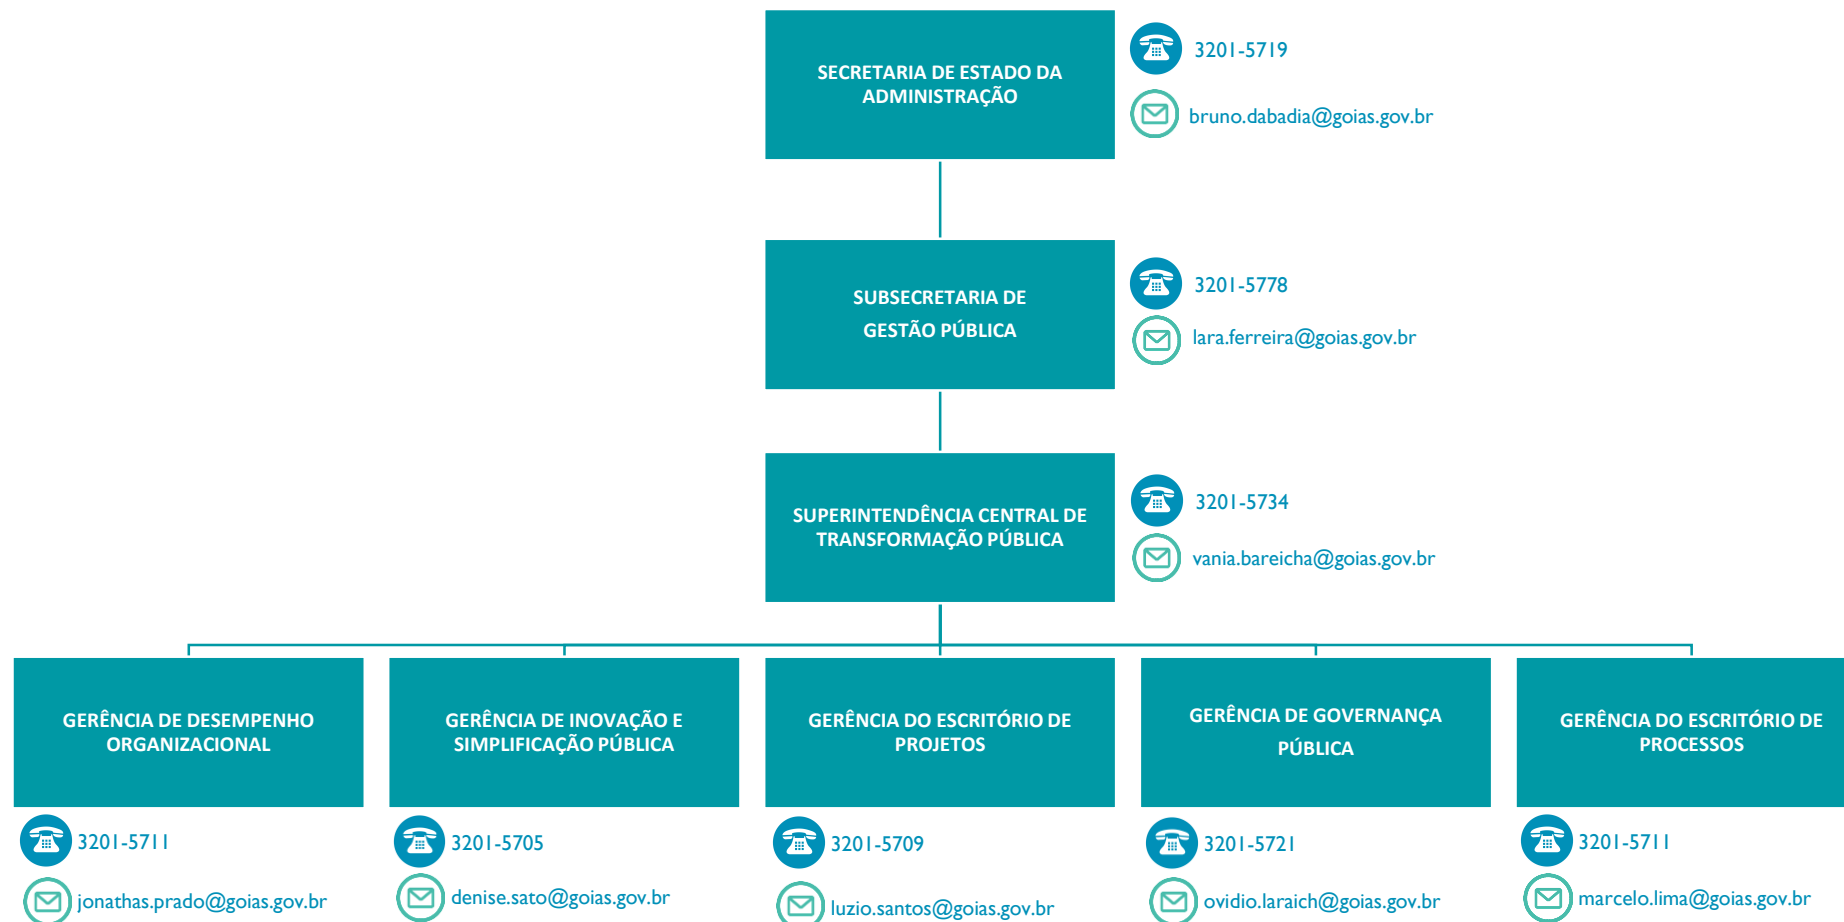 SECRETARIA DE ESTADO DA
ADMINISTRAÇÃO
3201-5719
bruno.dabadia@goias.gov.br
SUBSECRETARIA DE
GESTÃO PÚBLICA
3201-5778
lara.ferreira@goias.gov.br
SUPERINTENDÊNCIA CENTRAL DE
TRANSFORMAÇÃO PÚBLICA
3201-5734
vania.bareicha@goias.gov.br
GERÊNCIA DE DESEMPENHO
ORGANIZACIONAL
3201-5711
jonathas.prado@goias.gov.br
GERÊNCIA DE INOVAÇÃO E
SIMPLIFICAÇÃO PÚBLICA
3201-5705
denise.sato@goias.gov.br
GERÊNCIA DO ESCRITÓRIO DE
PROJETOS
3201-5709
luzio.santos@goias.gov.br
GERÊNCIA DE GOVERNANÇA
PÚBLICA
3201-5721
ovidio.laraich@goias.gov.br
GERÊNCIA DO ESCRITÓRIO DE
PROCESSOS
3201-5711
marcelo.lima@goias.gov.br